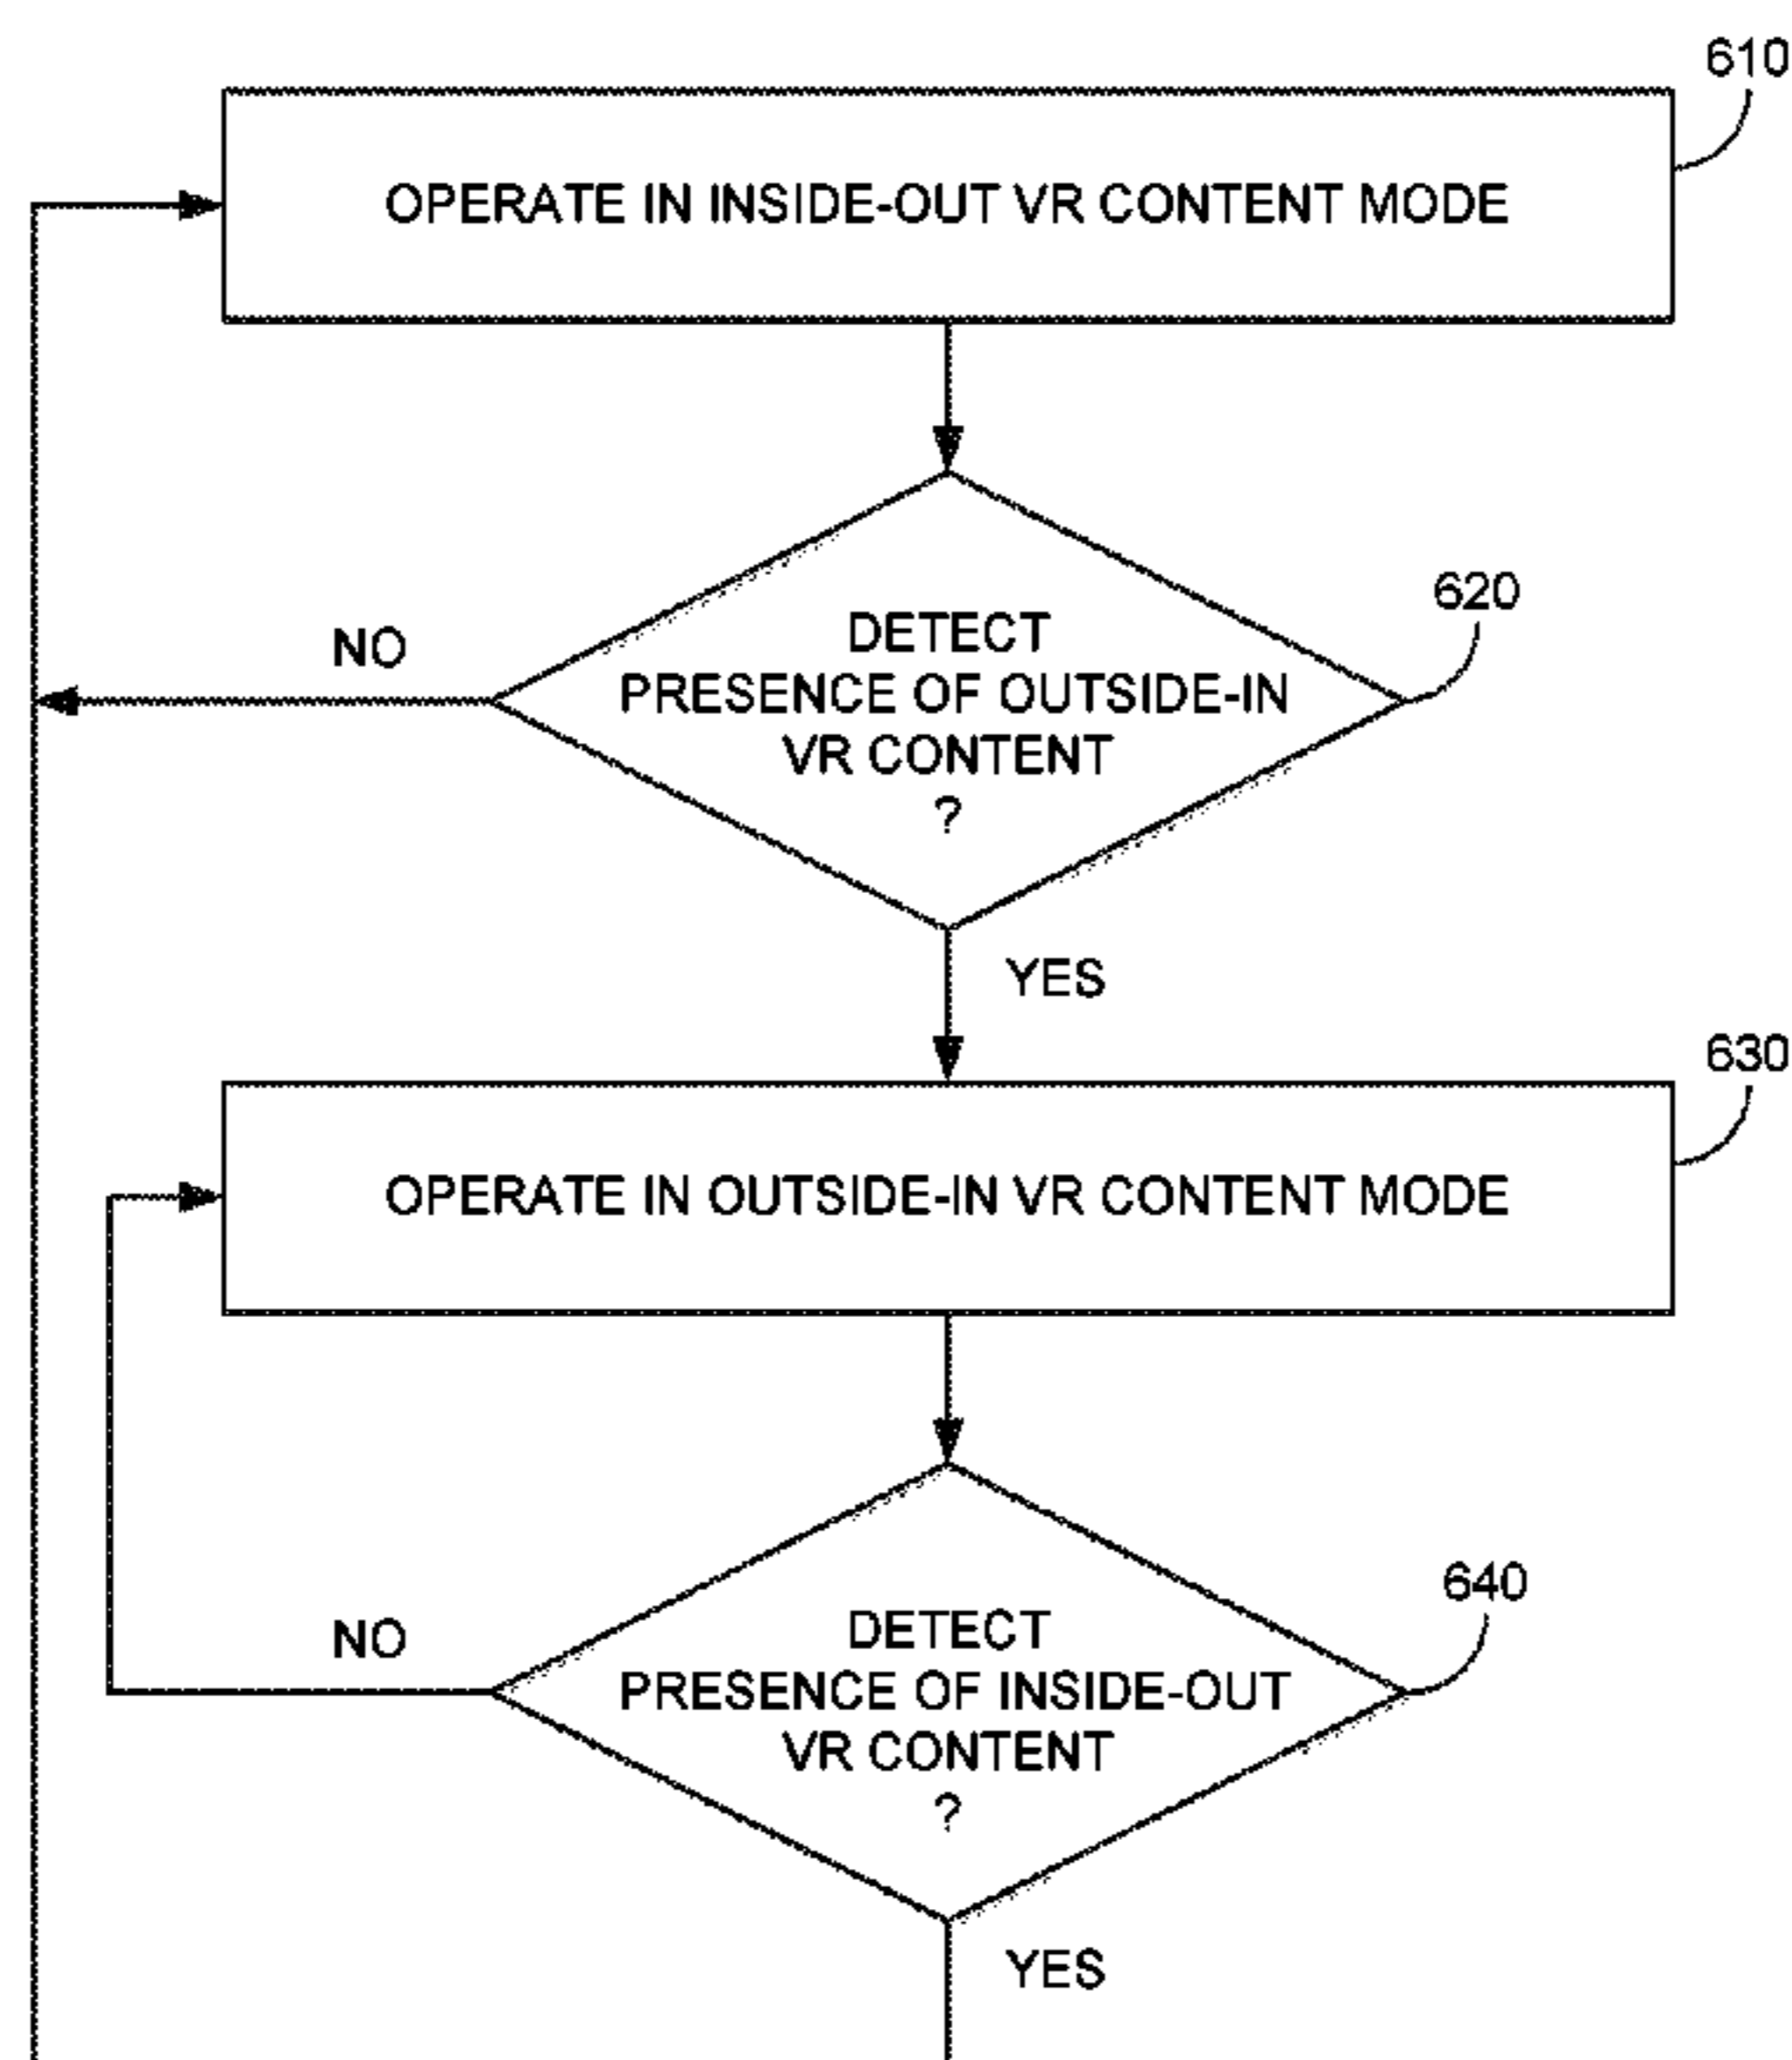 610
OPERATE IN INSIDE-OUT VR CONTENT MODE
620
DETECT
PRESENCE OF OUTSIDE-IN
VR CONTENT
?
NO
YES
630
OPERATE IN OUTSIDE-IN VR CONTENT MODE
640
DETECT
PRESENCE OF INSIDE-OUT
VR CONTENT
?
NO
YES